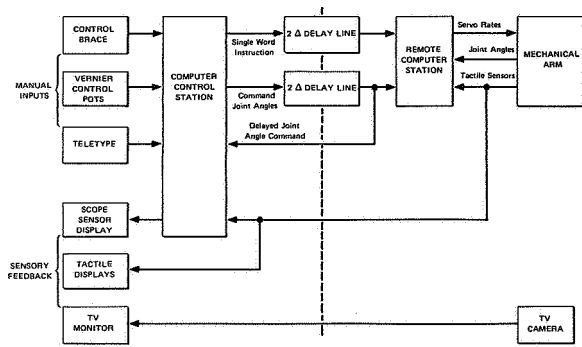 MANUAL
INPUTS
CONTROL
BRACE
VERNIER
CONTROL
POTS
TELETYPE
COMPUTER
CONTROL
STATION
Single Word
Instruction
Command
Joint Angles
Delayed Joint
Angle Command
2 Δ DELAY LINE
2 Δ DELAY LINE
REMOTE
COMPUTER
STATION
Servo Rates
Joint Angles
Tactile Sensors
MECHANICAL
ARM
SENSORY
FEEDBACK
SCOPE
SENSOR
DISPLAY
TACTILE
DISPLAYS
TV
MONITOR
TV
CAMERA